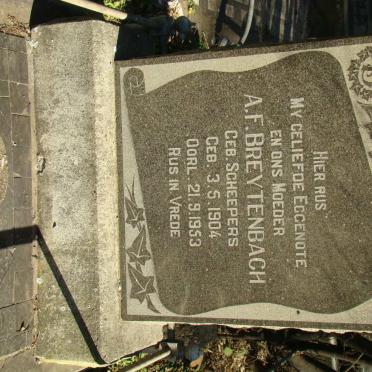 HIER RUS
MY GELIEFDE EGGENOTE
EN ONS MOEDER
A.F. BREYTENBACH
GEB. SCHEEPERS
GEB. 3.5.1904
OORL. 21.9.1953
RUS IN VREDE